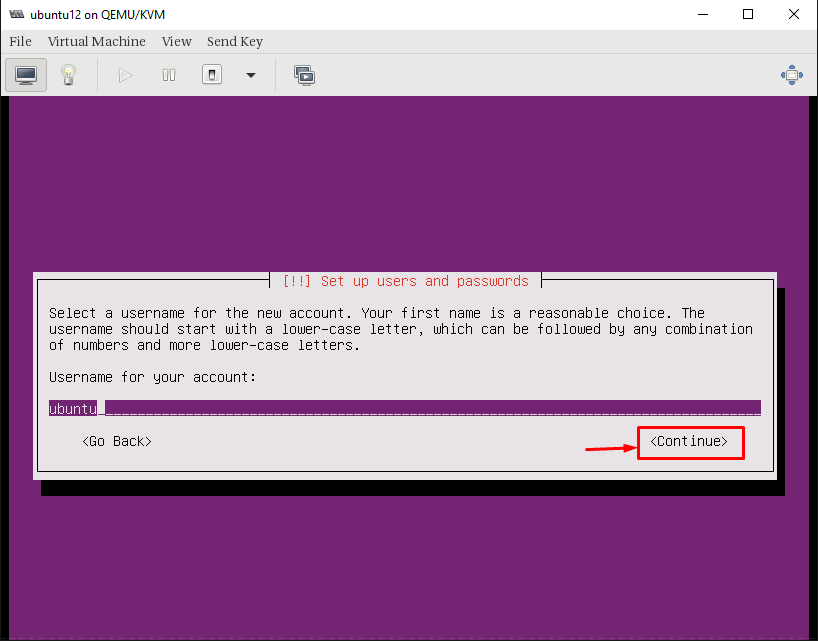 ubuntu12 on QEMU/KVM
File Virtual Machine View Send Key
[!!] Set up users and passwords
Select a username for the new account. Your first name is a reasonable choice. The
username should start with a lower-case letter, which can be followed by any combination
of numbers and more lower-case letters.
Username for your account:
ubuntu
<Go Back> <Continue>